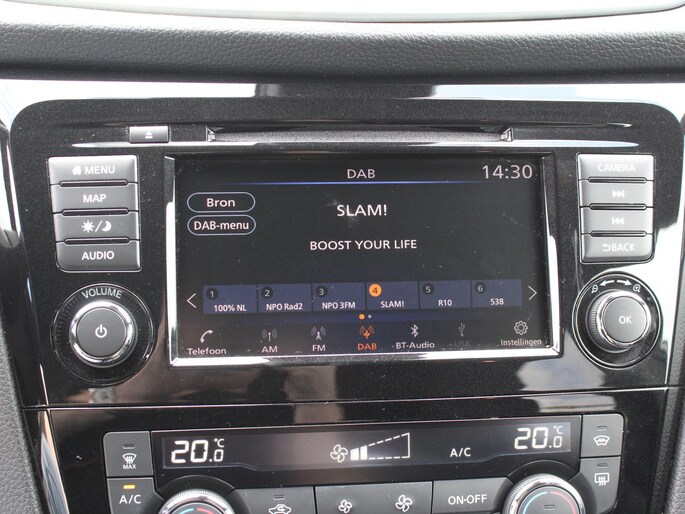 DAB 14:30
MENU
MAP
AUDIO
VOLUME
Bron
DAB-menu
SLAM!
BOOST YOUR LIFE
1 2 3 4 5 6
100% NL NPO Rad2 NPO 3FM SLAM! R10 538
Telefoon AM FM DAB BT-Audio Instellingen
CAMERA
BACK
OK
20.0 °C A/C 20.0 °C
MAX
A/C
ON-OFF